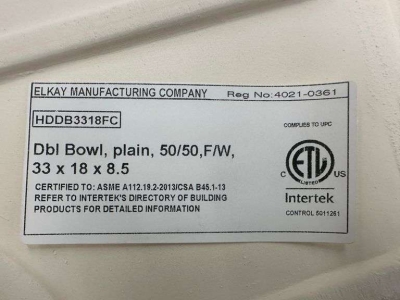 ELKAY MANUFACTURING COMPANY Reg No:4021-0361
HDDB3318FC
COMPLIES TO UPC
Dbl Bowl, plain, 50/50,F/W,
33 x 18 x 8.5
ETL
LISTED
C US
Intertek
CONTROL 5011261
CERTIFIED TO: ASME A112.19.2-2013/CSA B45.1-13
REFER TO INTERTEK'S DIRECTORY OF BUILDING
PRODUCTS FOR DETAILED INFORMATION